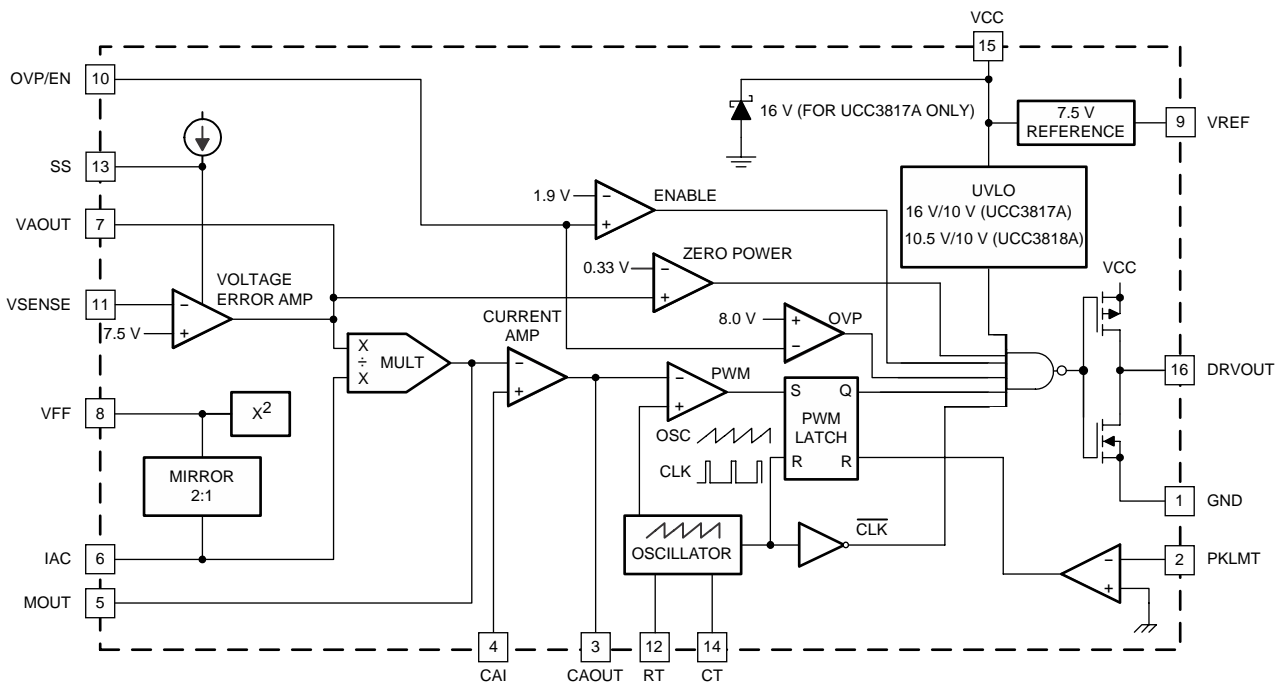 VCC
15
OVP/EN 10
16 V (FOR UCC3817A ONLY)
7.5 V
REFERENCE
9 VREF
SS 13
1.9 V
−
+
ENABLE
UVLO
16 V/10 V (UCC3817A)
10.5 V/10 V (UCC3818A)
VAOUT 7
0.33 V
−
+
ZERO POWER
VCC
VOLTAGE
ERROR AMP
VSENSE 11
−
7.5 V
+
8.0 V
+
−
OVP
CURRENT
AMP
−
+
X
÷
X
MULT
−
+
PWM
16 DRVOUT
S Q
PWM
LATCH
R R
VFF 8
X2
OSC
CLK
MIRROR
2:1
1 GND
OSCILLATOR
CLK
IAC 6
−
+
2 PKLMT
MOUT 5
4
CAI
3
CAOUT
12
RT
14
CT